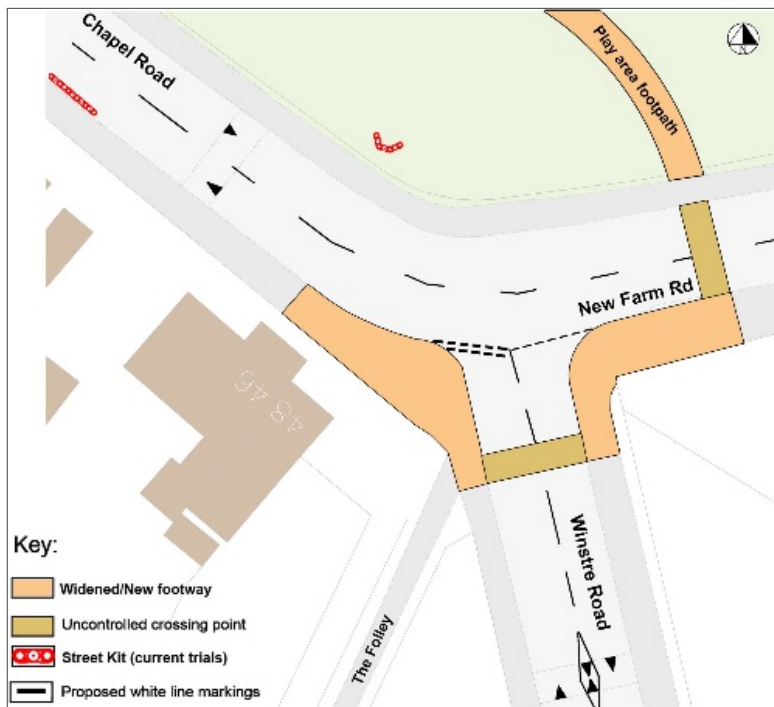 Chapel Road
Play area footpath
N
New Farm Rd
48 46
Winstre Road
The Folley
Key:
Widened/New footway
Uncontrolled crossing point
Street Kit (current trials)
Proposed white line markings